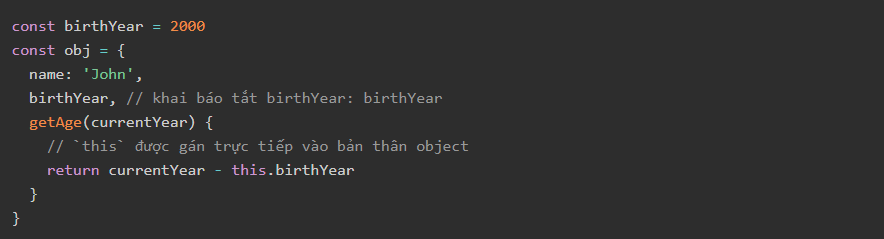 const birthYear = 2000
const obj = {
  name: 'John',
  birthYear, // khai báo tắt birthYear: birthYear
  getAge(currentYear) {
    // `this` được gán trực tiếp vào bản thân object
    return currentYear - this.birthYear
  }
}